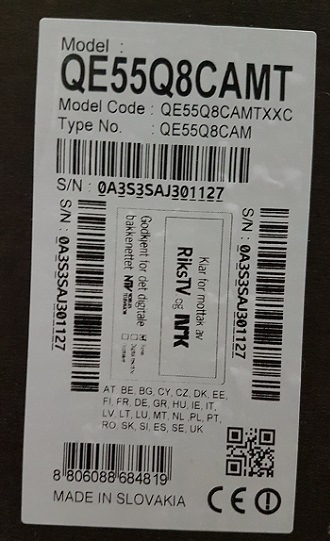 Model :
QE55Q8CAMT
Model Code : QE55Q8CAMTXXC
Type No. : QE55Q8CAM
S/N : 0A3S3SAJ301127
S/N : 0A3S3SAJ301127
S/N : 0A3S3SAJ301127
Klar for mottak av
RiksTV og NRK
Godkjent for det digitale
bakkenettet NTV
AT, BE, BG, CY, CZ, DK, EE,
FI, FR, DE, GR, HU, IE, IT,
LV, LT, LU, MT, NL ,PL, PT,
RO, SK, SI, ES, SE, UK
8 806088 684819
MADE IN SLOVAKIA
CE